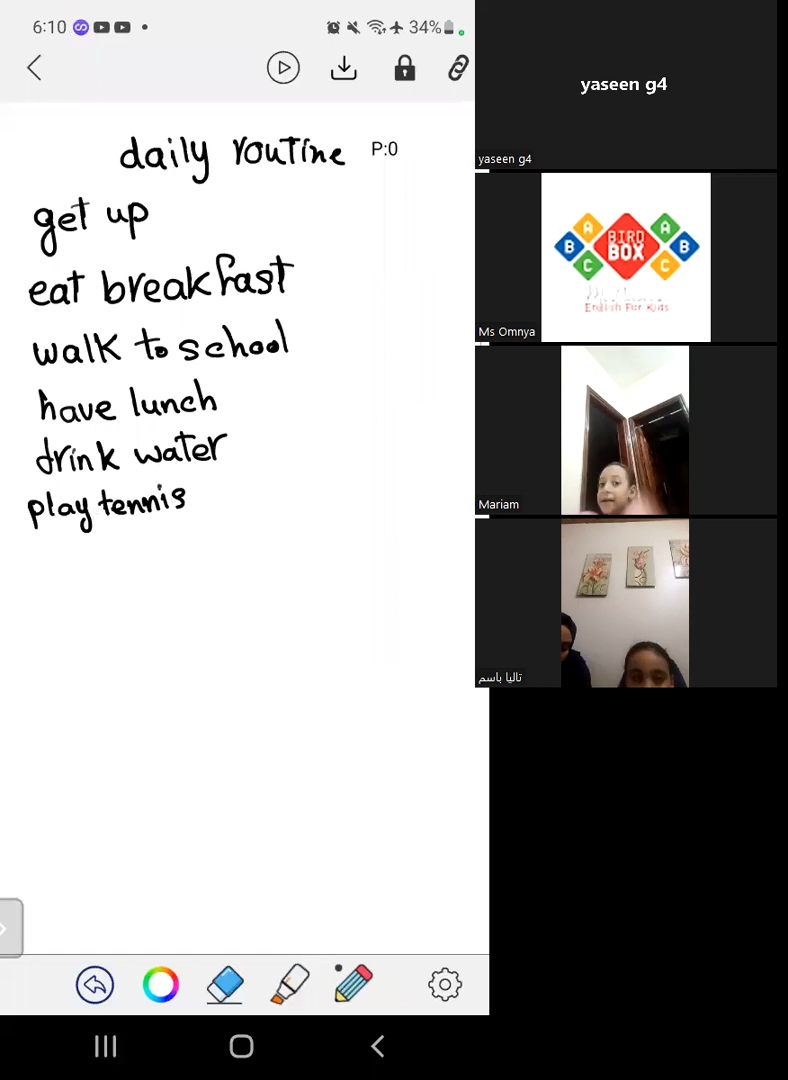 6:10
34%
daily routine P:0
get up
eat breakfast
walk to school
have lunch
drink water
play tennis
yaseen g4
yaseen g4
A
B
C
BIRD
BOX
A
B
C
English For Kids
Ms Omnya
Mariam
تاليا باسم